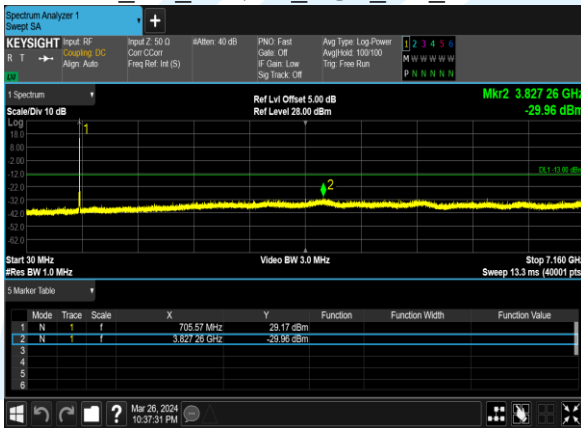 Spectrum Analyzer 1
Swept SA
KEYSIGHT Input: RF Input Z: 50 Ω #Atten: 40 dB PNO: Fast Avg Type: Log-Power 1 2 3 4 5 6
R T Coupling: DC Corr CCorr Gate: Off Avg|Hold: 100/100 M W W W W W
Align: Auto Freq Ref: Int (S) IF Gain: Low Trig: Free Run
LV Sig Track: Off P N N N N N
1 Spectrum Ref Lvl Offset 5.00 dB Mkr2 3.827 26 GHz
Scale/Div 10 dB Ref Level 28.00 dBm -29.96 dBm
Log
18.0
8.00
-2.00
-12.0 DL1 -13.00 dBm
-22.0
-32.0
-42.0
-52.0
-62.0
1
2
Start 30 MHz Video BW 3.0 MHz Stop 7.160 GHz
#Res BW 1.0 MHz Sweep 13.3 ms (40001 pts
5 Marker Table
Mode Trace Scale X Y Function Function Width Function Value
1 N 1 f 705.57 MHz 29.17 dBm
2 N 1 f 3.827 26 GHz -29.96 dBm
3
4
5
6
? Mar 26, 2024
10:37:31 PM